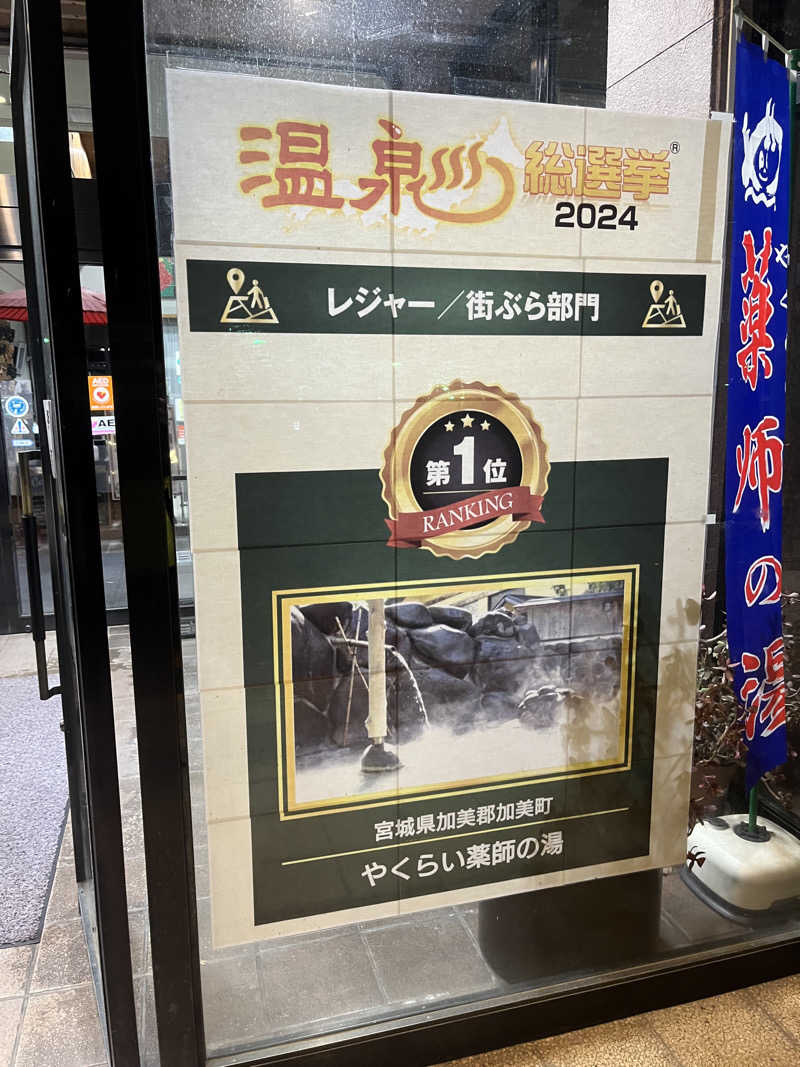 温泉総選挙®
2024
レジャー／街ぶら部門
第1位
RANKING
宮城県加美郡加美町
やくらい薬師の湯
薬師の湯
AED
AE